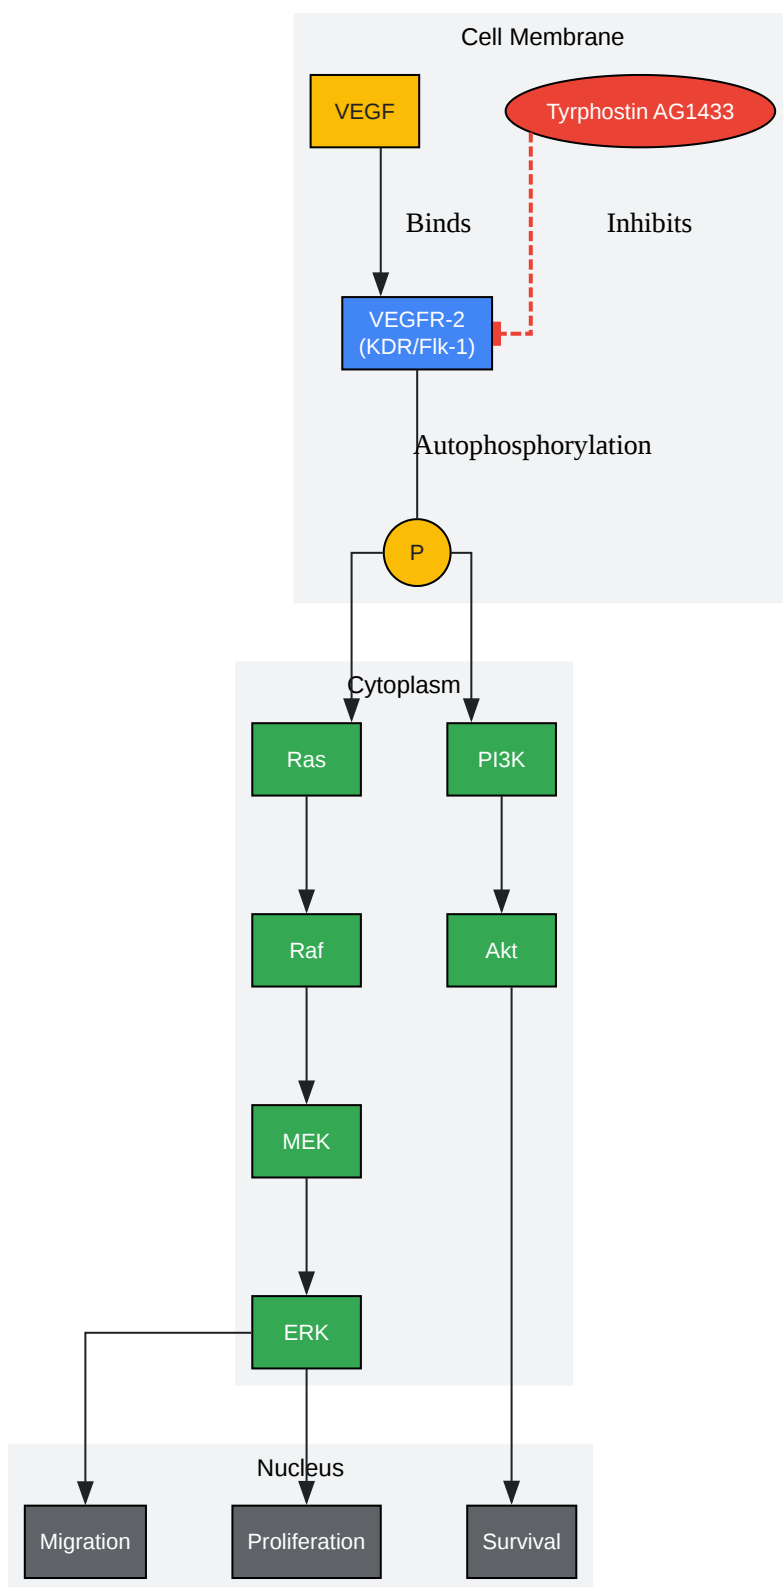 Cell Membrane
VEGF
Tyrphostin AG1433
Binds
Inhibits
VEGFR-2
(KDR/Flk-1)
Autophosphorylation
P
Cytoplasm
Ras
PI3K
Raf
Akt
MEK
ERK
Nucleus
Migration
Proliferation
Survival